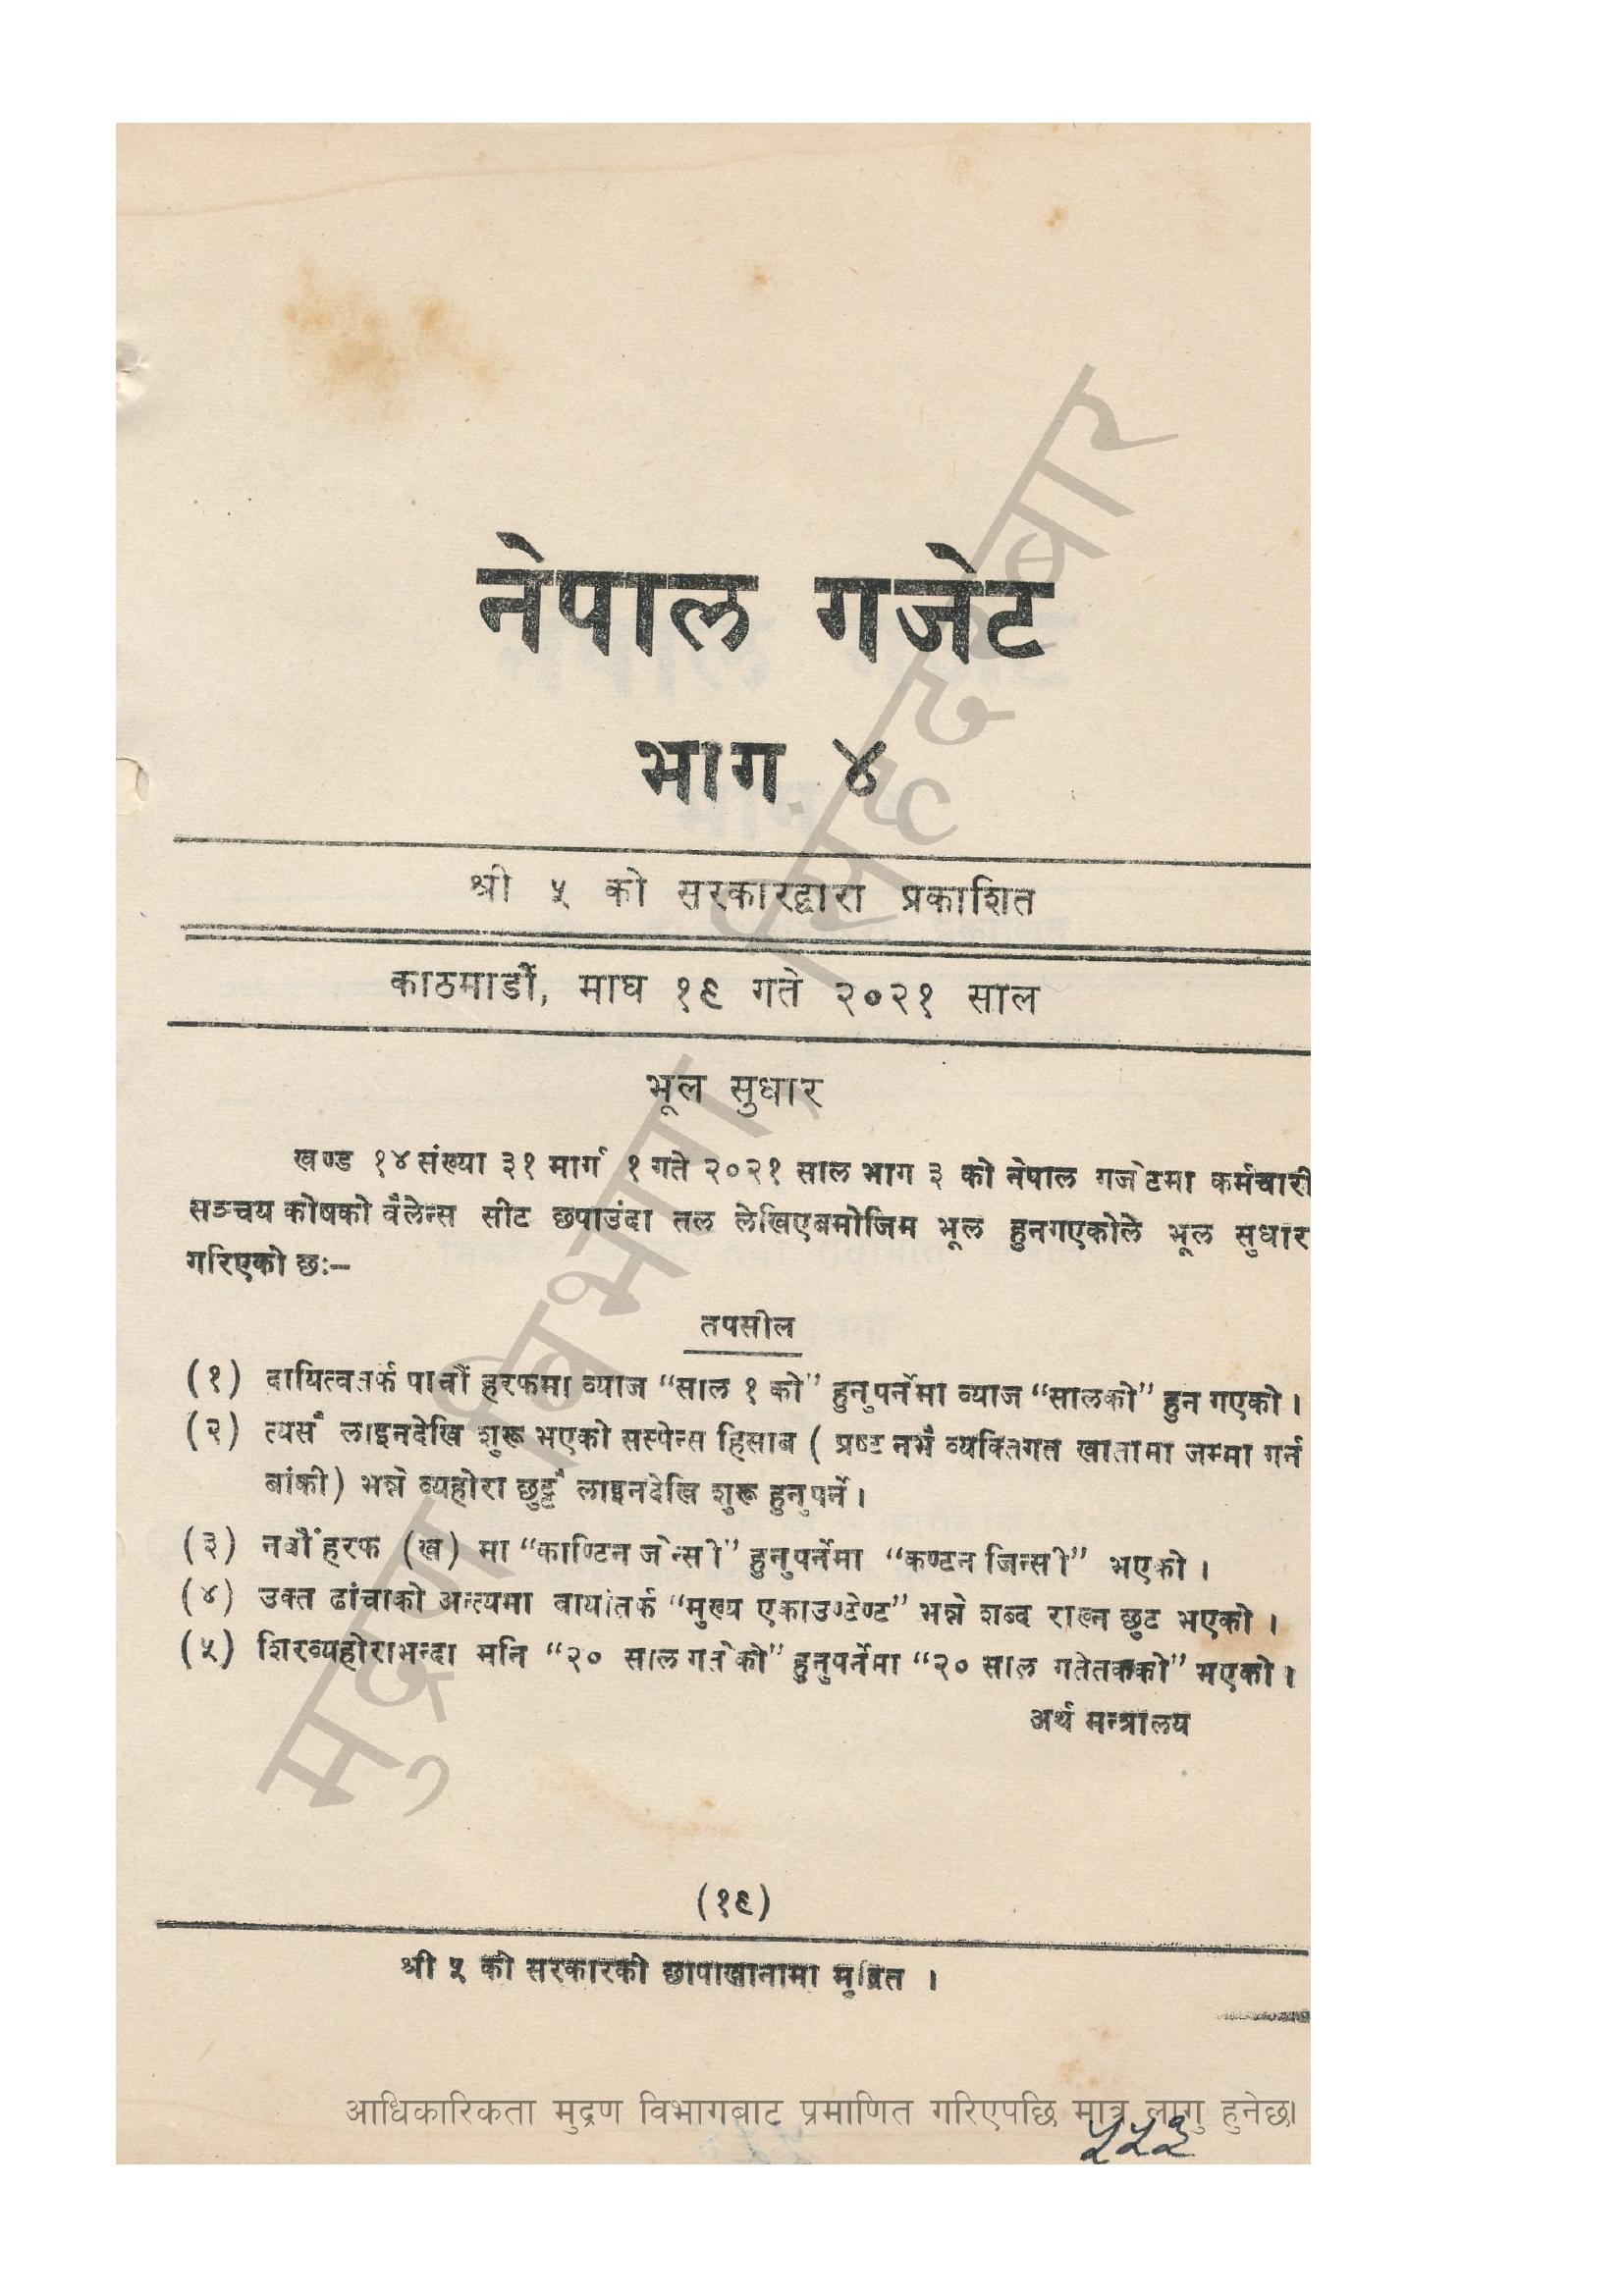 नेपाल गजेट
भाग ४
श्री ५ को सरकारद्वारा प्रकाशित
काठमाडौं, माघ १९ गते २०२१ साल
भूल सुधार
खण्ड १४ संख्या ३१ मार्ग १ गते २०२१ साल भाग ३ को नेपाल गजेटमा कर्मचारी
सञ्चय कोषको वैलेन्स सीट छपाउंदा तल लेखिएबमोजिम भूल हुनगएकोले भूल सुधार
गरिएको छः–
तपसील
(१) दायित्वतर्फ पाचौं हरफमा व्याज “साल १ को” हुनुपर्नेमा व्याज “सालको” हुन गएको ।
(२) त्यसै लाइनदेखि शुरू भएको सस्पेन्स हिसाब ( प्रष्ट नभै व्यक्तिगत खातामा जम्मा गर्न
बांकी) भन्ने व्यहोरा छुट्टै लाइनदेखि शुरू हुनुपर्ने ।
(३) नवौं हरफ (ख) मा “काण्टिनजेन्सी” हुनुपर्नेमा “कण्टनजिन्सी” भएको ।
(४) उक्त ढांचाको अन्त्यमा वायांतर्फ “मुख्य एकाउण्टेण्ट” भन्ने शब्द राख्न छुट भएको ।
(५) शिरव्यहोराभन्दा मनि “२० साल गतेको” हुनुपर्नेमा “२० साल गतेतकको” भएको ।
अर्थ मन्त्रालय
(१९)
श्री ५ को सरकारको छापाखानामा मुद्रित ।
आधिकारिकता मुद्रण विभागबाट प्रमाणित गरिएपछि मात्र लागु हुनेछ।
५५३
मुद्रण विभाग, सिंहदरबार